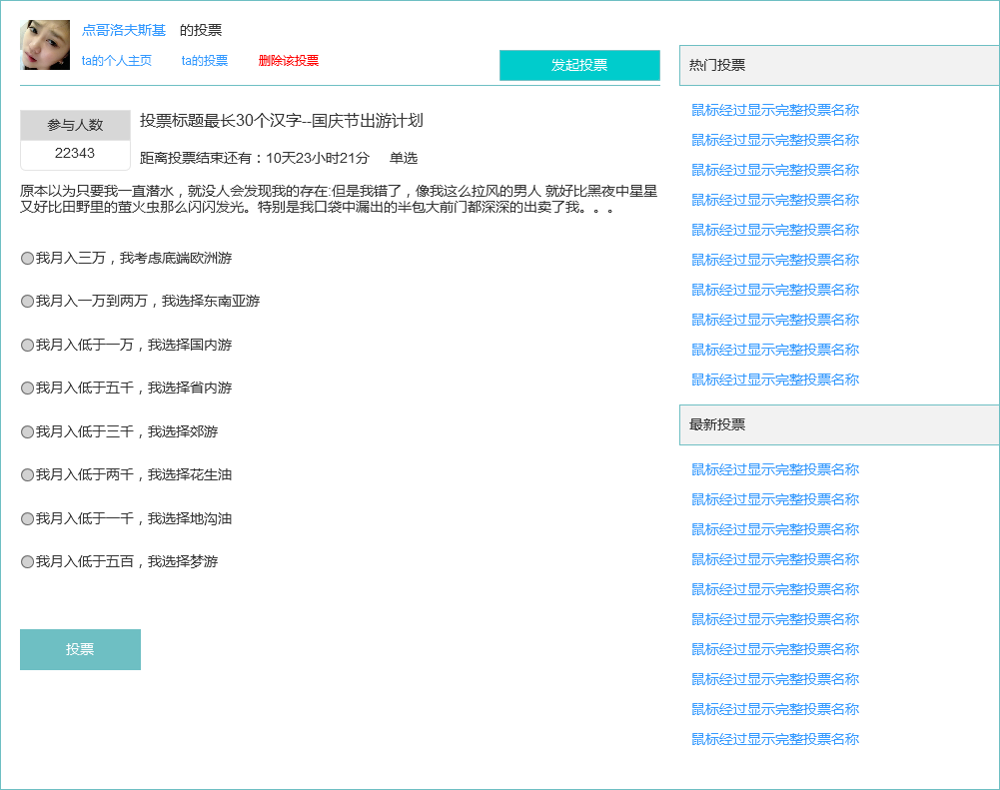 点哥洛夫斯基 的投票
ta的个人主页 ta的投票 删除该投票
发起投票
参与人数
22343
投票标题最长30个汉字--国庆节出游计划
距离投票结束还有：10天23小时21分 单选
原本以为只要我一直潜水，就没人会发现我的存在:但是我错了，像我这么拉风的男人 就好比黑夜中星星
又好比田野里的萤火虫那么闪闪发光。特别是我口袋中漏出的半包大前门都深深的出卖了我。。。
我月入三万，我考虑底端欧洲游
我月入一万到两万，我选择东南亚游
我月入低于一万，我选择国内游
我月入低于五千，我选择省内游
我月入低于三千，我选择郊游
我月入低于两千，我选择花生油
我月入低于一千，我选择地沟油
我月入低于五百，我选择梦游
投票
热门投票
鼠标经过显示完整投票名称
鼠标经过显示完整投票名称
鼠标经过显示完整投票名称
鼠标经过显示完整投票名称
鼠标经过显示完整投票名称
鼠标经过显示完整投票名称
鼠标经过显示完整投票名称
鼠标经过显示完整投票名称
鼠标经过显示完整投票名称
鼠标经过显示完整投票名称
最新投票
鼠标经过显示完整投票名称
鼠标经过显示完整投票名称
鼠标经过显示完整投票名称
鼠标经过显示完整投票名称
鼠标经过显示完整投票名称
鼠标经过显示完整投票名称
鼠标经过显示完整投票名称
鼠标经过显示完整投票名称
鼠标经过显示完整投票名称
鼠标经过显示完整投票名称